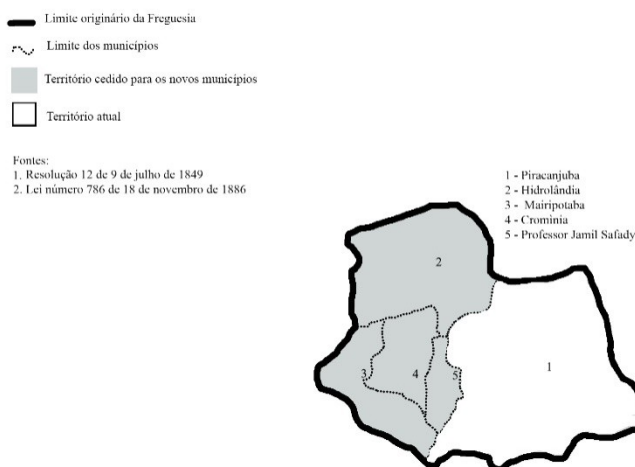 Limite originário da Freguesia
Limite dos municípios
Território cedido para os novos municípios
Território atual
Fontes:
1. Resolução 12 de 9 de julho de 1849
2. Lei número 786 de 18 de novembro de 1886
1 - Piracanjuba
2 - Hidrolândia
3 - Mairipotaba
4 - Cromínia
5 - Professor Jamil Safady
2
3
4
5
1